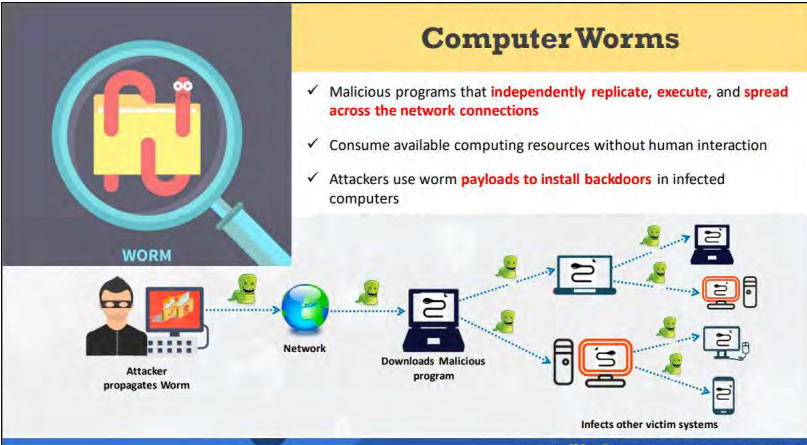 Computer Worms
✓ Malicious programs that independently replicate, execute, and spread
across the network connections
✓ Consume available computing resources without human interaction
✓ Attackers use worm payloads to install backdoors in infected
computers
WORM
Attacker
propagates Worm
Network
Downloads Malicious
program
Infects other victim systems